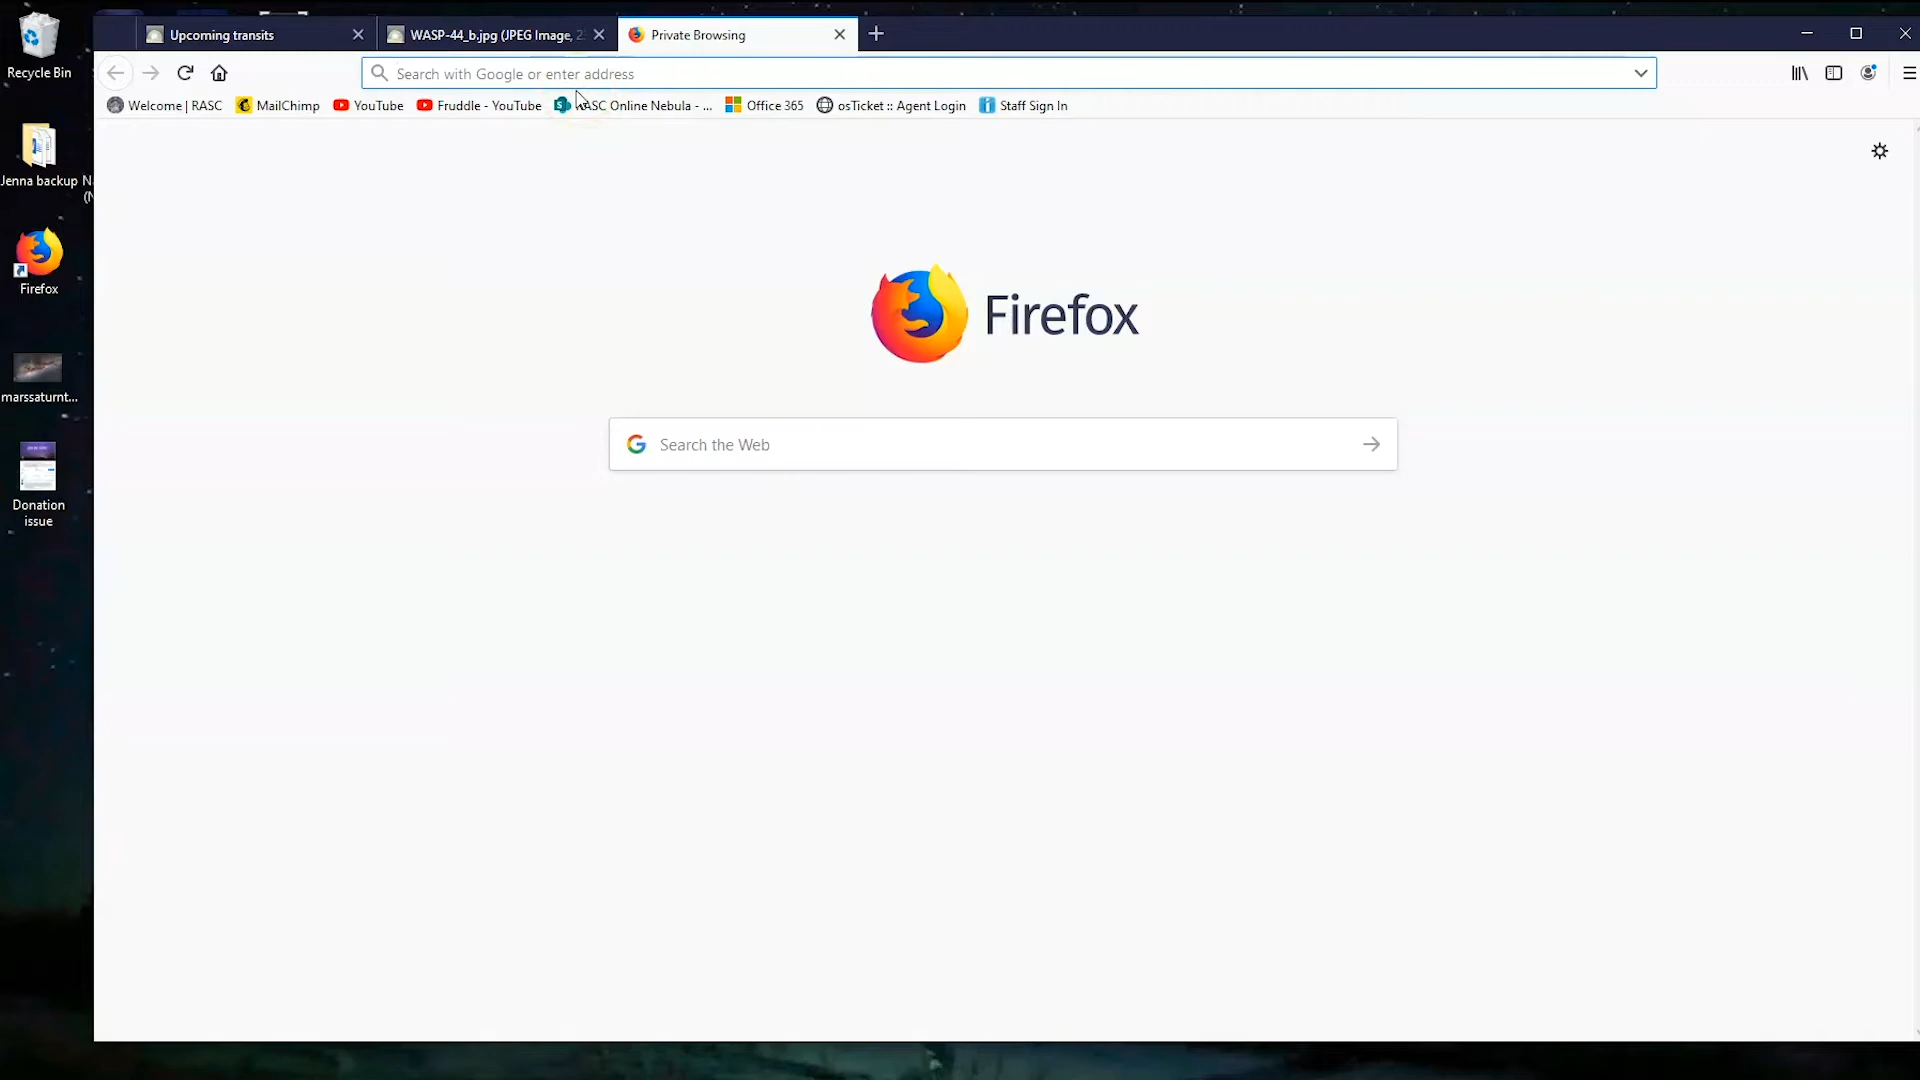 Recycle Bin
Upcoming transits
WASP-44_b.jpg (JPEG Image, 2
Private Browsing
Search with Google or enter address
Welcome | RASC
MailChimp
YouTube
Fruddle - YouTube
ASC Online Nebula - ...
Office 365
osTicket :: Agent Login
Staff Sign In
Jenna backup
Firefox
marssaturnt...
Donation
issue
Firefox
Search the Web